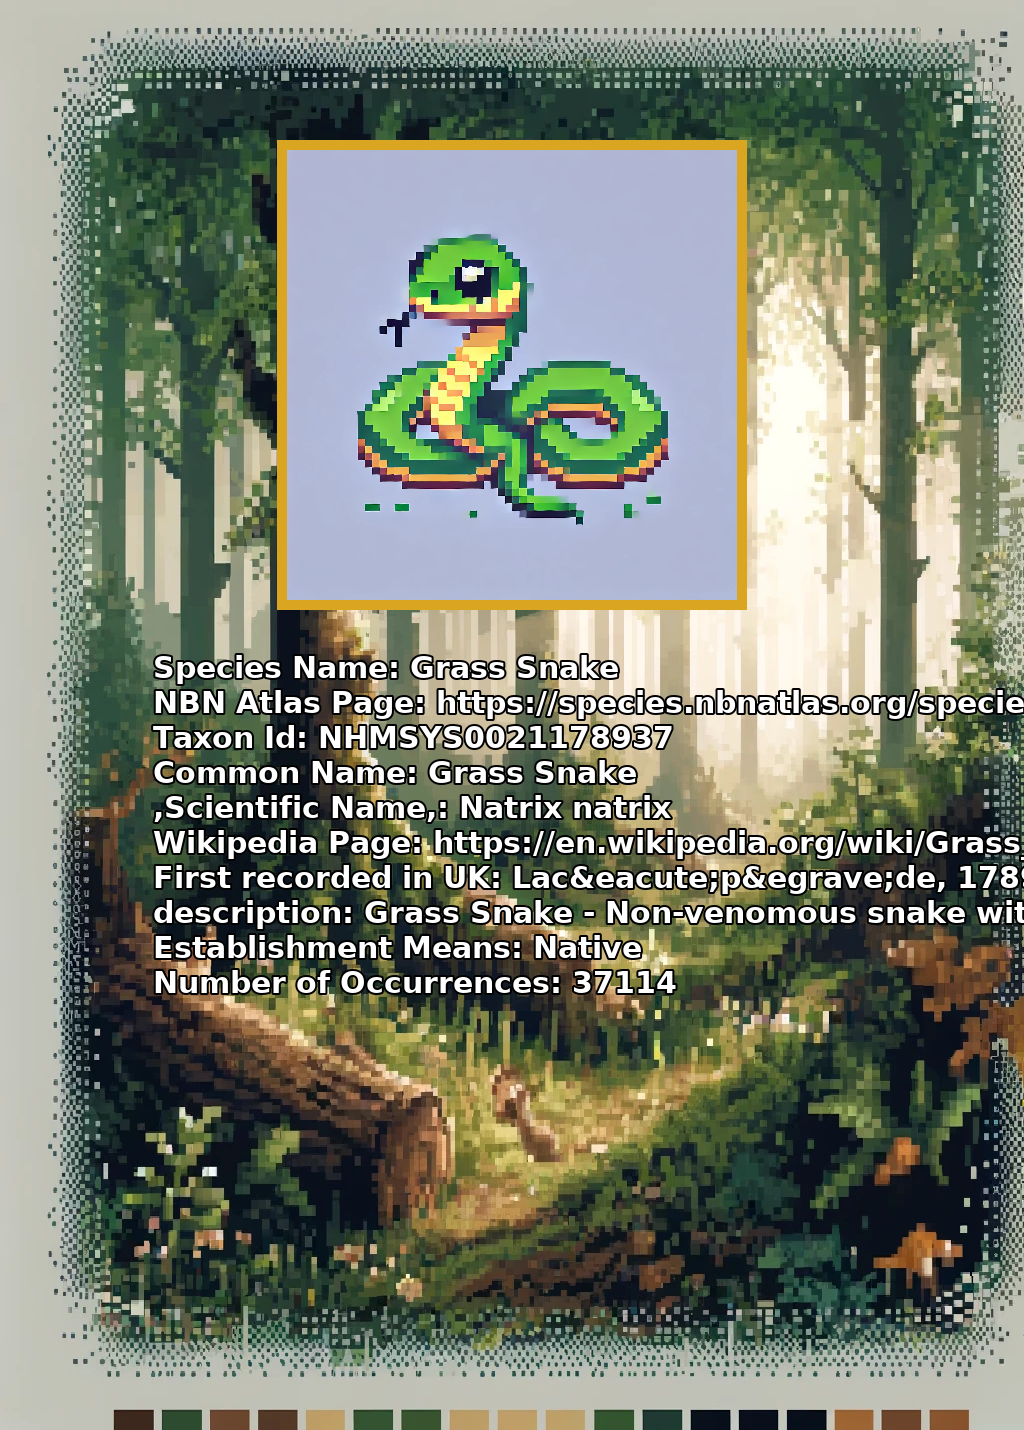 Species Name: Grass Snake
NBN Atlas Page: https://species.nbnatlas.org/specie
Taxon Id: NHMSYS0021178937
Common Name: Grass Snake
,Scientific Name,: Natrix natrix
Wikipedia Page: https://en.wikipedia.org/wiki/Grass_
First recorded in UK: Lac&eacute;p&egrave;de, 1789
description: Grass Snake - Non-venomous snake wit
Establishment Means: Native
Number of Occurrences: 37114